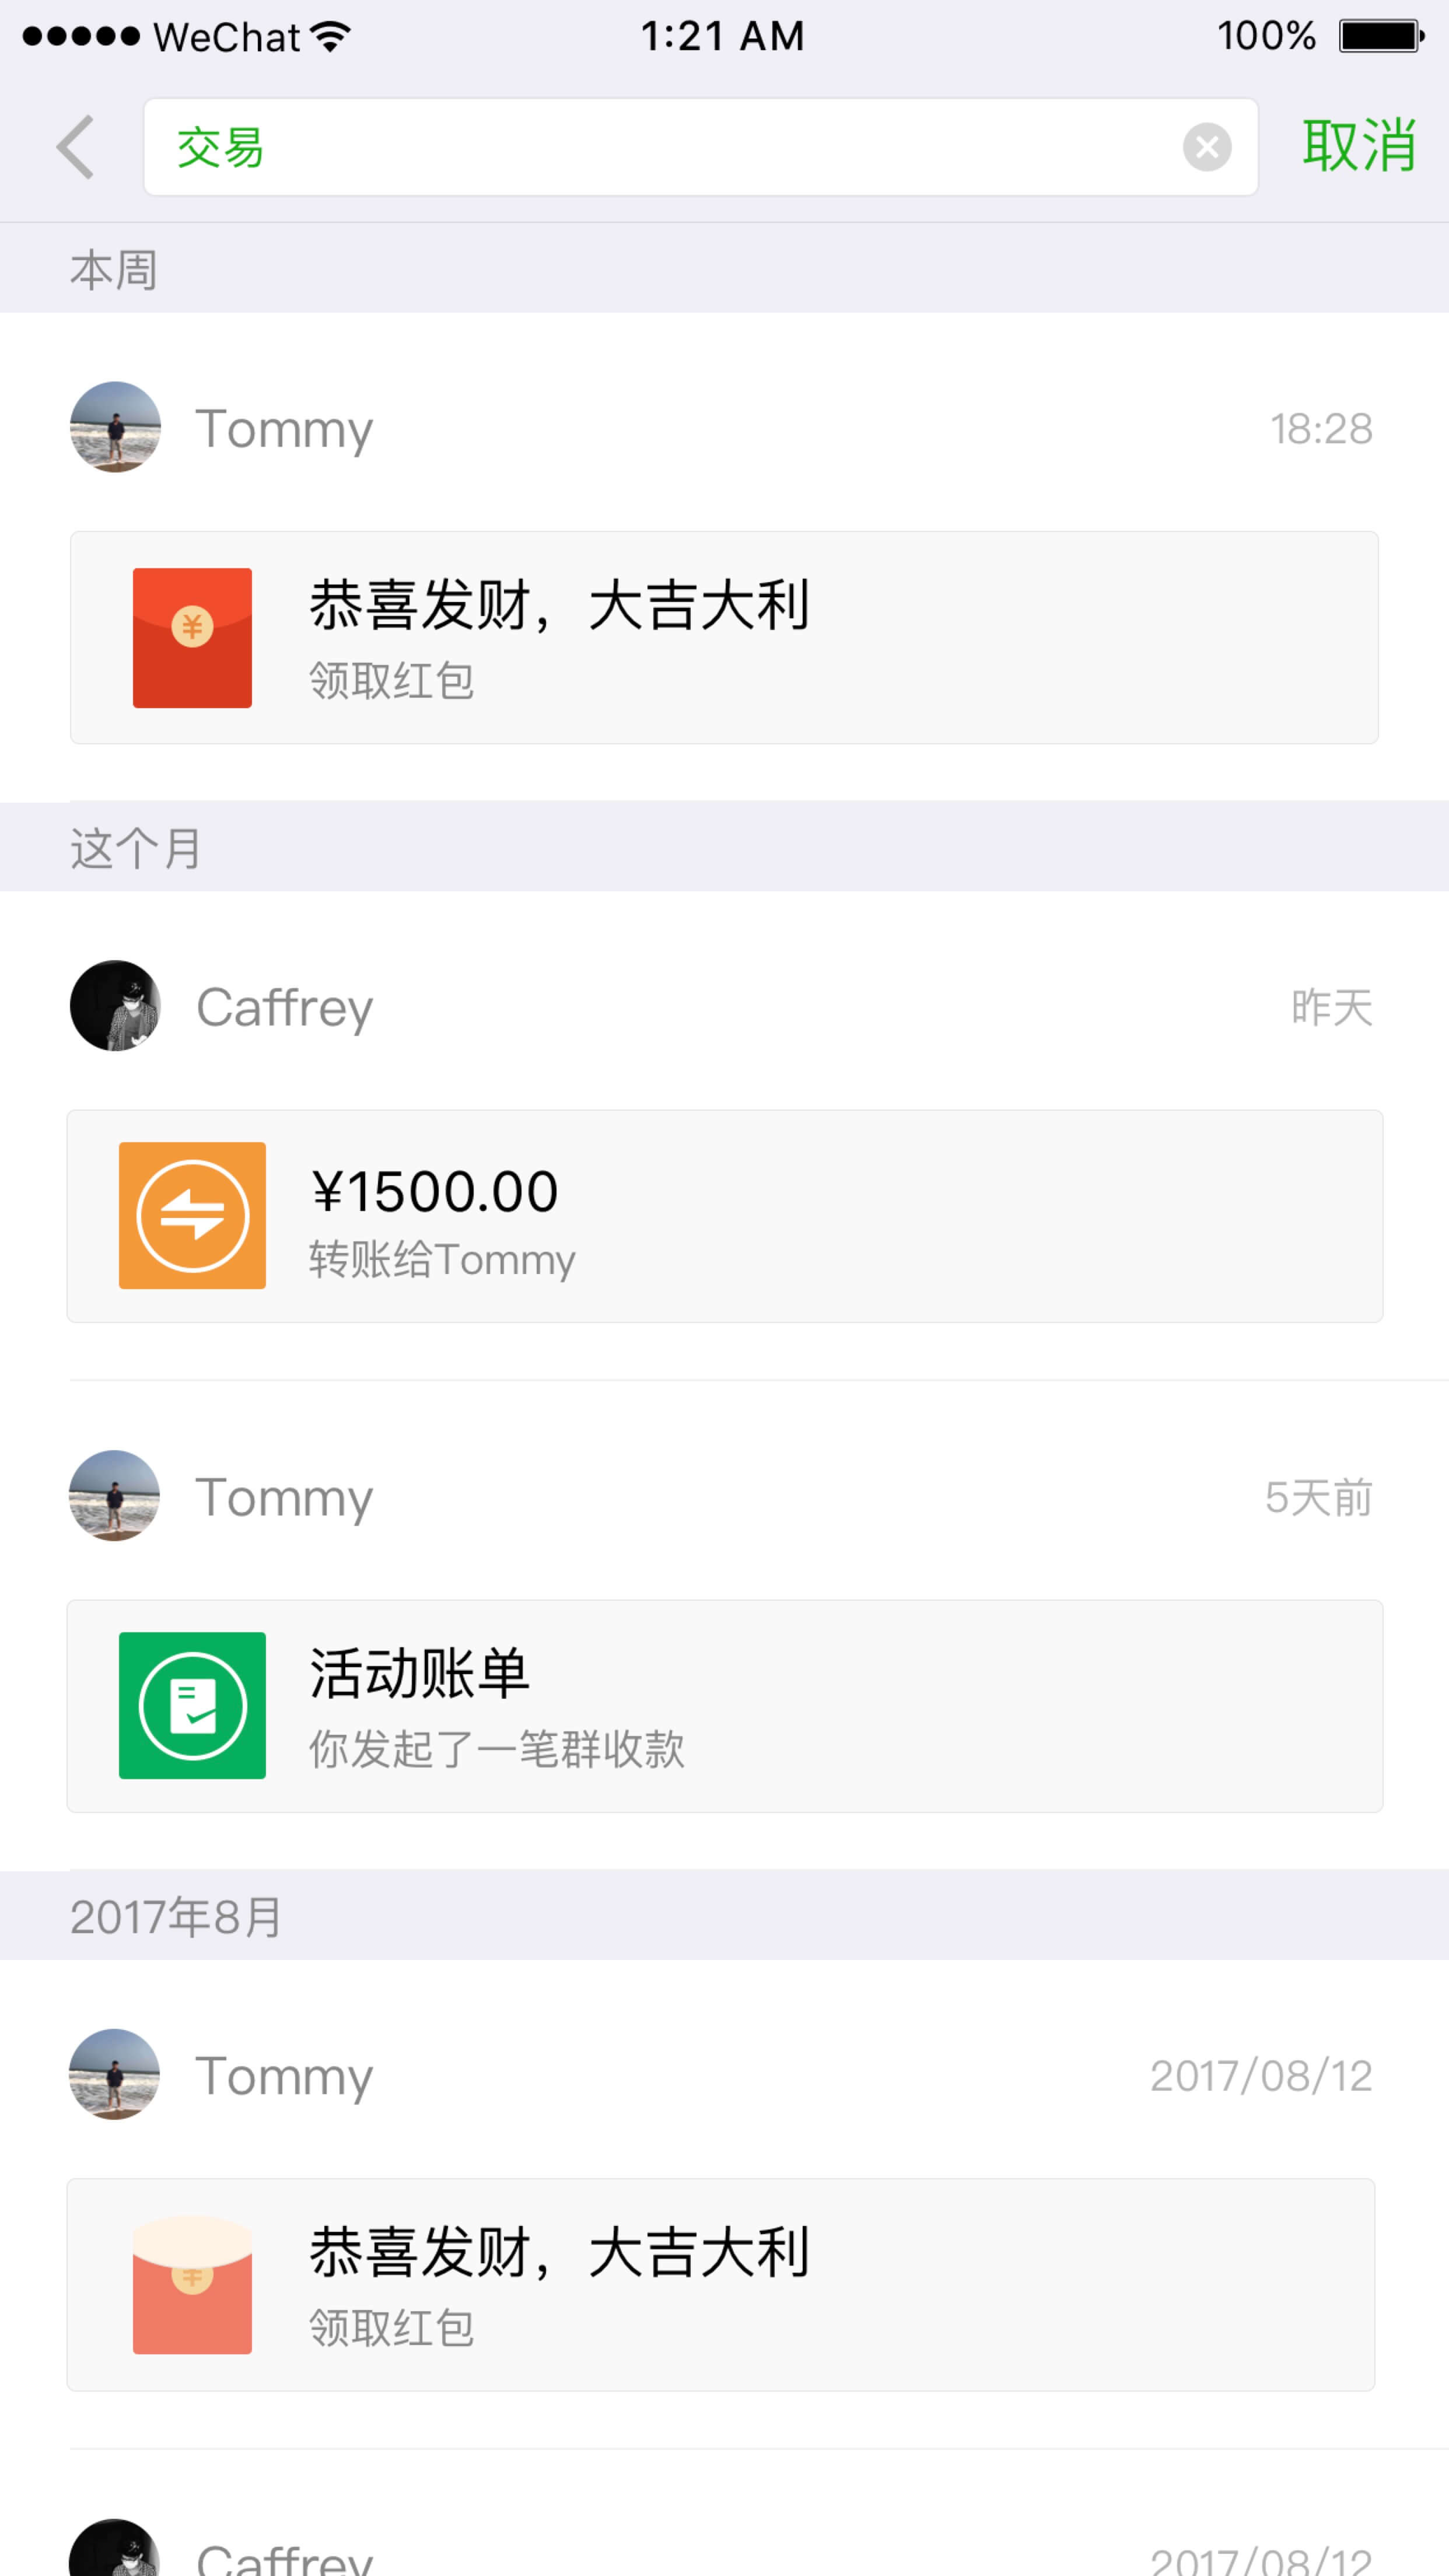 WeChat
1:21 AM
100%
交易
取消
本周
Tommy
18:28
¥
恭喜发财，大吉大利
领取红包
这个月
Caffrey
昨天
¥1500.00
转账给Tommy
Tommy
5天前
活动账单
你发起了一笔群收款
2017年8月
Tommy
2017/08/12
恭喜发财，大吉大利
领取红包
Caffrey
2017/08/12